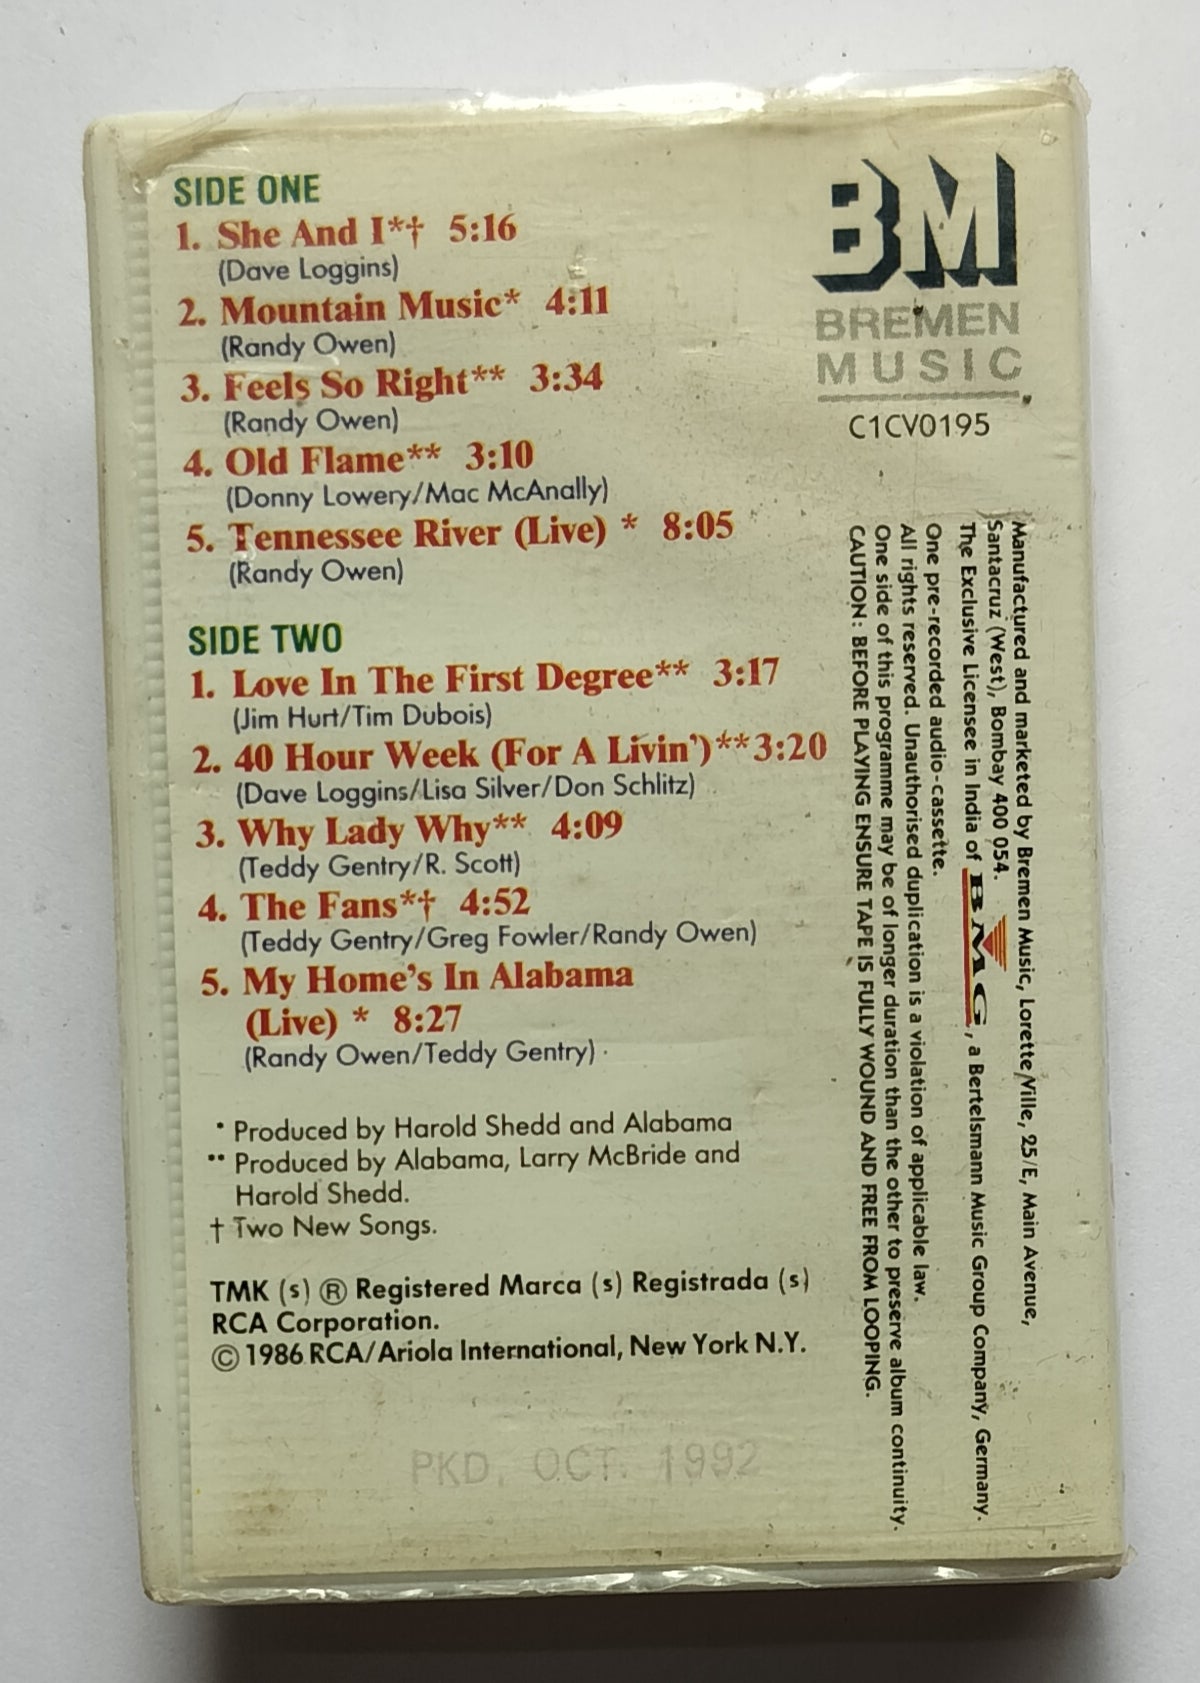 SIDE ONE
1. She And I*† 5:16
(Dave Loggins)
2. Mountain Music* 4:11
(Randy Owen)
3. Feels So Right** 3:34
(Randy Owen)
4. Old Flame** 3:10
(Donny Lowery/Mac McAnally)
5. Tennessee River (Live) * 8:05
(Randy Owen)
SIDE TWO
1. Love In The First Degree** 3:17
(Jim Hurt/Tim Dubois)
2. 40 Hour Week (For A Livin')**3:20
(Dave Loggins/Lisa Silver/Don Schlitz)
3. Why Lady Why** 4:09
(Teddy Gentry/R. Scott)
4. The Fans*† 4:52
(Teddy Gentry/Greg Fowler/Randy Owen)
5. My Home's In Alabama
(Live) * 8:27
(Randy Owen/Teddy Gentry)
* Produced by Harold Shedd and Alabama
** Produced by Alabama, Larry McBride and
Harold Shedd.
† Two New Songs.
TMK (s) ® Registered Marca (s) Registrada (s)
RCA Corporation.
© 1986 RCA/Ariola International, New York N.Y.
PKD. OCT. 1992
BM
BREMEN
MUSIC
C1CV0195
Manufactured and marketed by Bremen Music, Lorette Ville, 25/E, Main Avenue,
Santacruz (West), Bombay 400 054.
The Exclusive Licensee in India of BMG, a Bertelsmann Music Group Company, Germany.
One pre-recorded audio-cassette.
All rights reserved. Unauthorised duplication is a violation of applicable law.
One side of this programme may be of longer duration than the other to preserve album continuity.
CAUTION: BEFORE PLAYING ENSURE TAPE IS FULLY WOUND AND FREE FROM LOOPING.